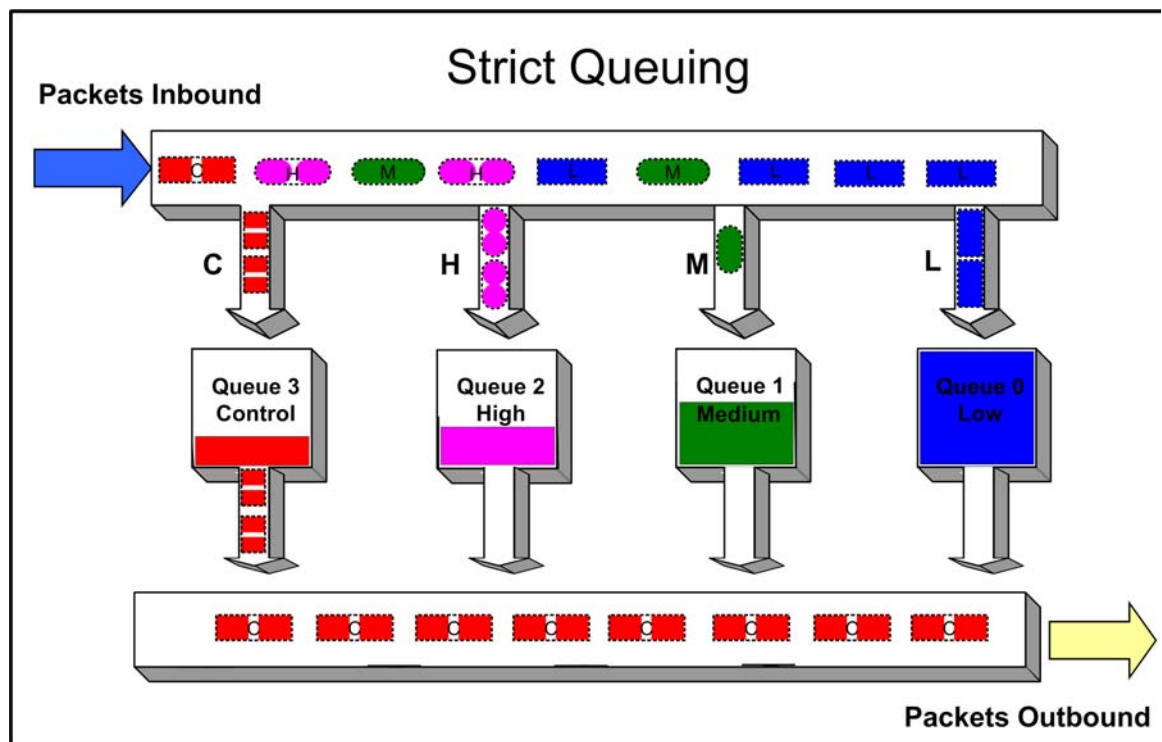 Strict Queuing
Packets Inbound
C H M H L M L L L
C H M L
Queue 3 Queue 2 Queue 1 Queue 0
Control High Medium Low
C C C C C C C C
Packets Outbound